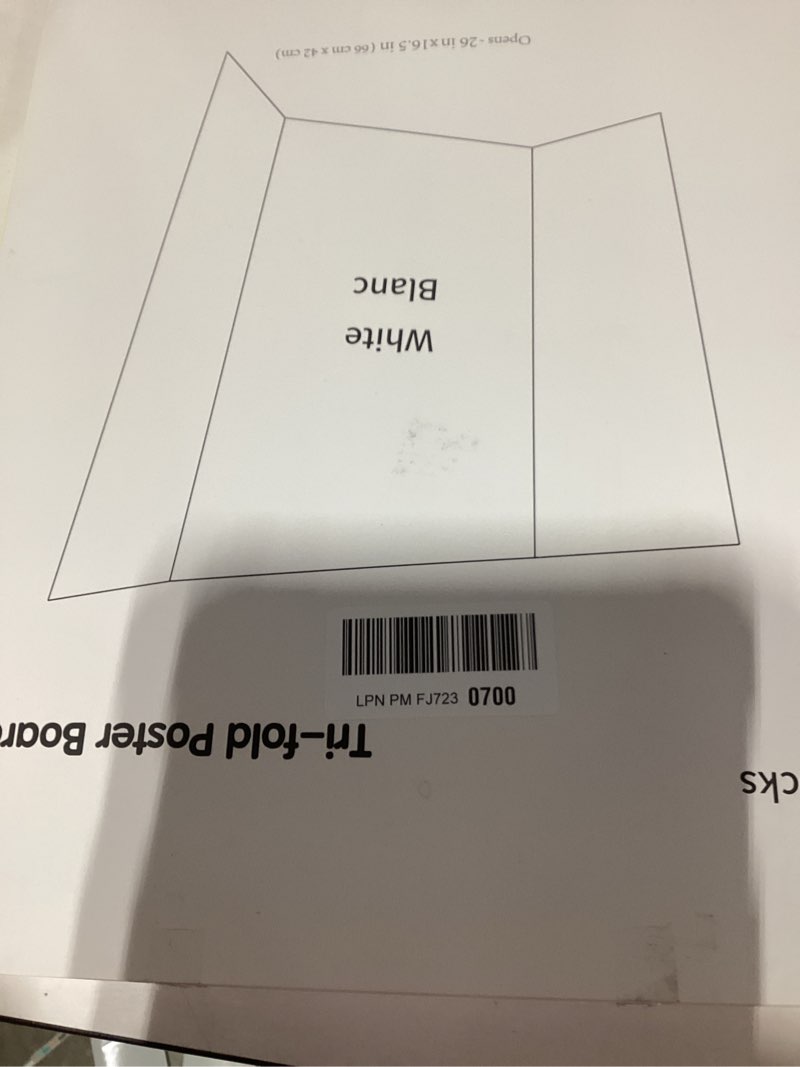 cks
Tri-fold Poster Boar
LPN PM FJ723 0700
White
Blanc
Opens - 26 in x 16.5 in ( 66 cm x 42 cm)